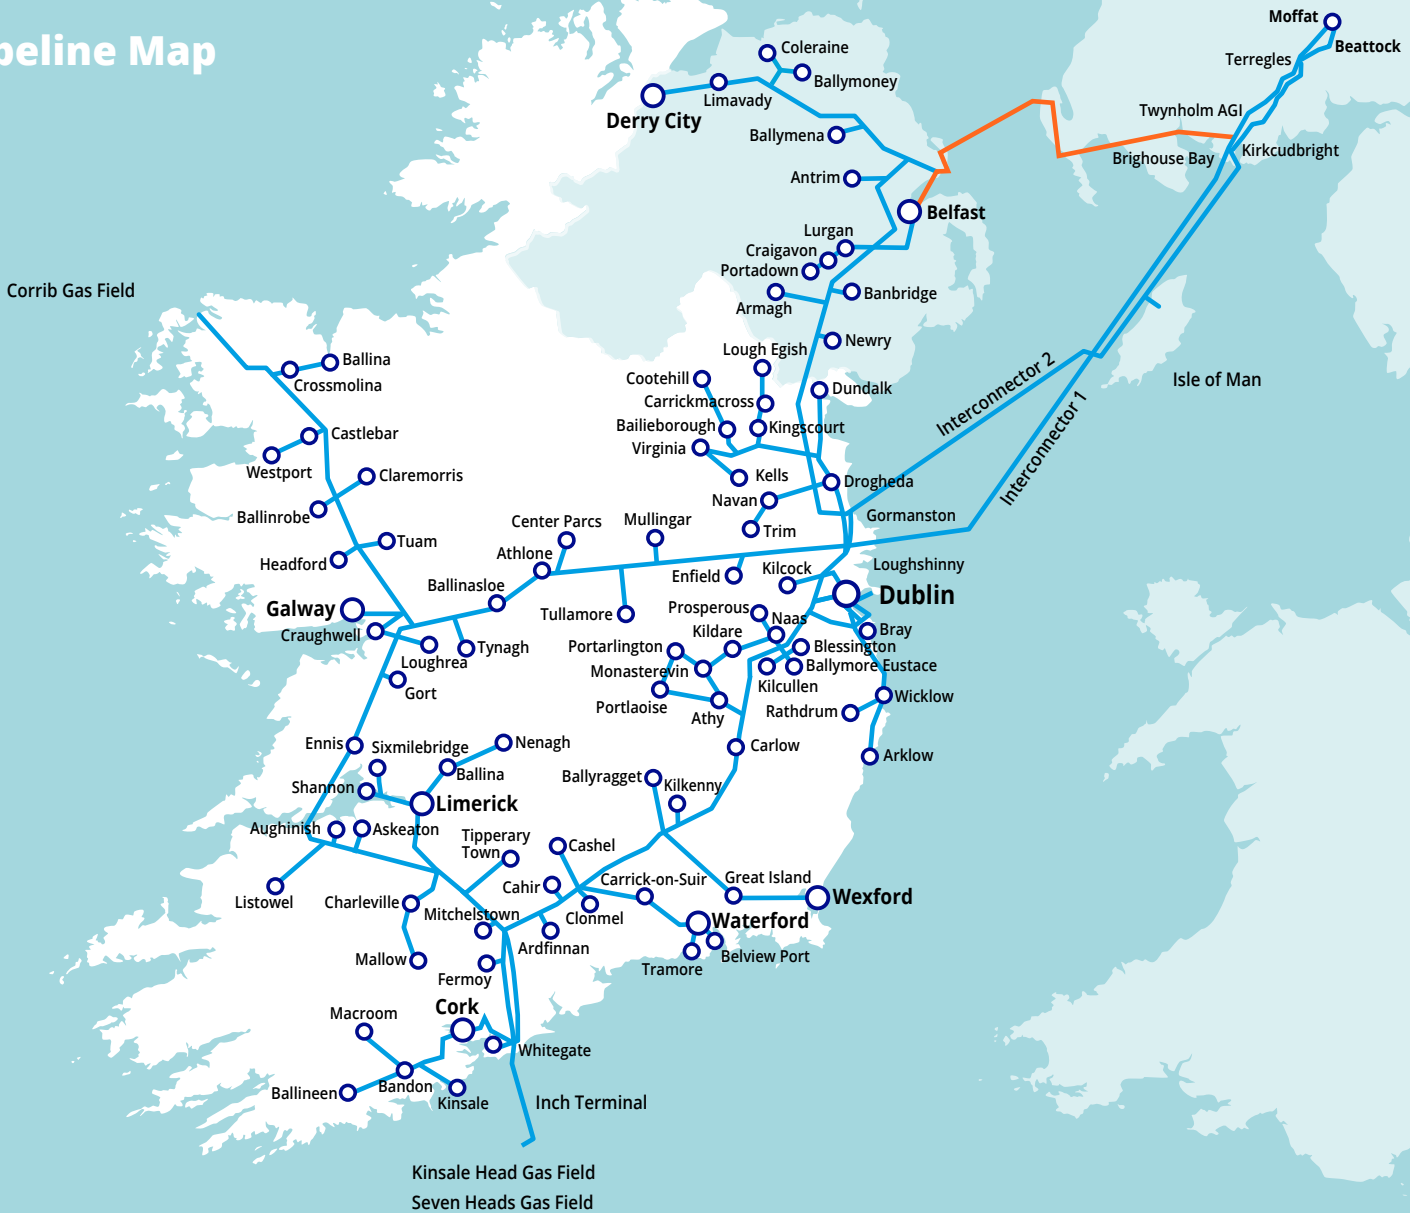 peline Map
Moffat
Beattock
Terregles
Coleraine
Ballymoney
Limavady
Derry City
Twynholm AGI
Ballymena
Kirkcudbright
Brighouse Bay
Antrim
Belfast
Lurgan
Craigavon
Portadown
Corrib Gas Field
Banbridge
Armagh
Newry
Lough Egish
Ballina
Crossmolina
Cootehill
Dundalk
Interconnector 2
Isle of Man
Carrickmacross
Interconnector 1
Bailieborough
Kingscourt
Castlebar
Virginia
Westport
Claremorris
Kells
Drogheda
Navan
Ballinrobe
Gormanston
Center Parcs
Mullingar
Trim
Tuam
Athlone
Headford
Loughshinny
Kilcock
Enfield
Ballinasloe
Dublin
Galway
Prosperous
Tullamore
Naas
Craughwell
Kildare
Bray
Tynagh
Portarlington
Blessington
Loughrea
Monasterevin
Ballymore Eustace
Kilcullen
Gort
Wicklow
Portlaoise
Rathdrum
Athy
Ennis
Sixmilebridge
Nenagh
Carlow
Arklow
Ballina
Ballyragget
Kilkenny
Shannon
Limerick
Aughinish
Askeaton
Tipperary
Town
Cashel
Great Island
Carrick-on-Suir
Cahir
Wexford
Listowel
Charleville
Mitchelstown
Clonmel
Waterford
Ardfinnan
Belview Port
Mallow
Tramore
Fermoy
Cork
Macroom
Whitegate
Bandon
Ballineen
Kinsale
Inch Terminal
Kinsale Head Gas Field
Seven Heads Gas Field